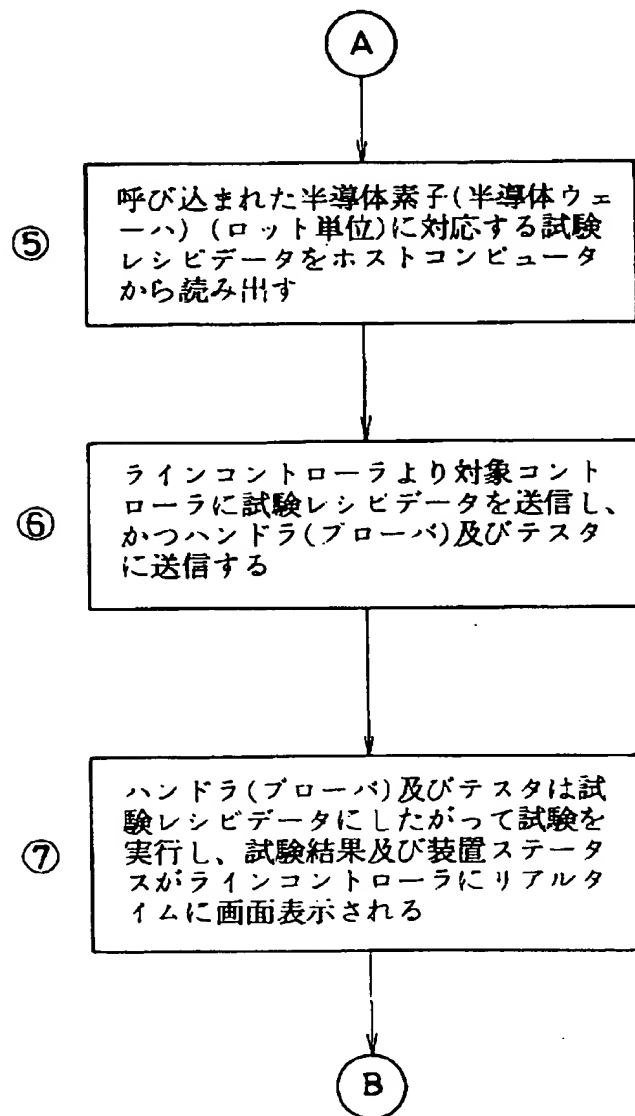 A
⑤
呼び込まれた半導体素子(半導体ウェ
ーハ)(ロット単位)に対応する試験
レシピデータをホストコンピュータ
から読み出す
⑥
ラインコントローラより対象コント
ローラに試験レシピデータを送信し、
かつハンドラ(プローバ)及びテスタ
に送信する
⑦
ハンドラ(プローバ)及びテスタは試
験レシピデータにしたがって試験を
実行し、試験結果及び装置ステータ
スがラインコントローラにリアルタ
イムに画面表示される
B